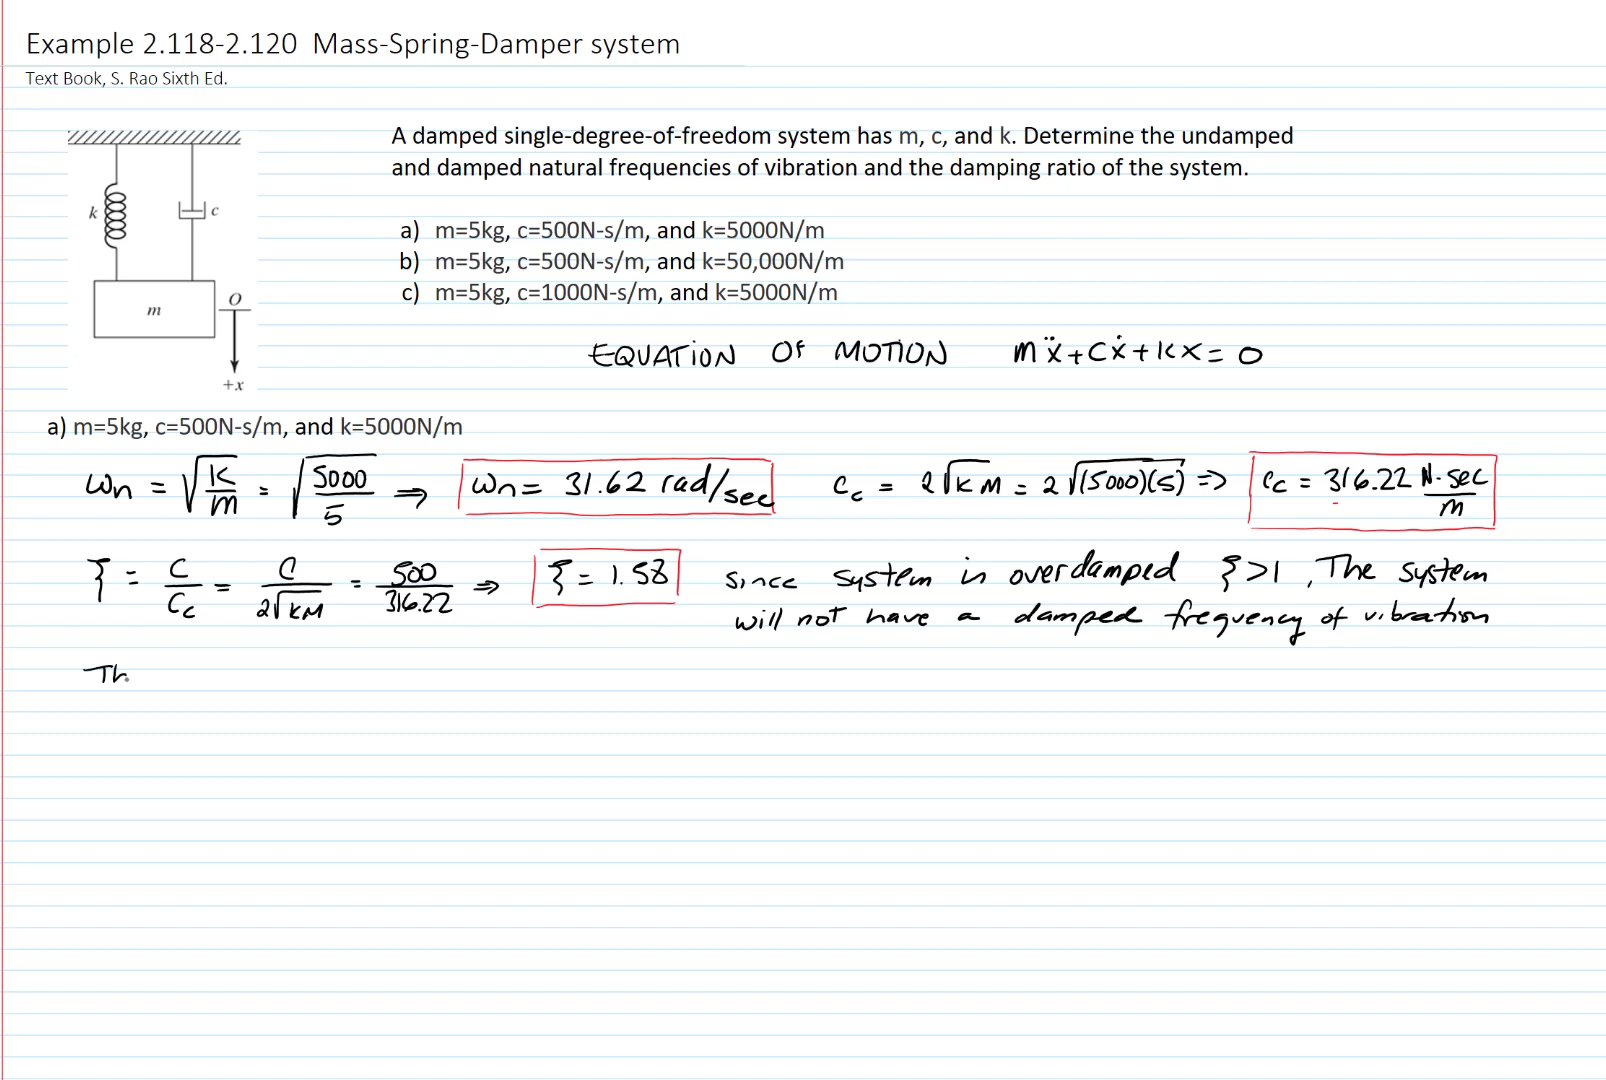 Example 2.118-2.120 Mass-Spring-Damper system
Text Book, S. Rao Sixth Ed.
A damped single-degree-of-freedom system has m, c, and k. Determine the undamped
and damped natural frequencies of vibration and the damping ratio of the system.
k
c
m
O
+x
a) m=5kg, c=500N-s/m, and k=5000N/m
b) m=5kg, c=500N-s/m, and k=50,000N/m
c) m=5kg, c=1000N-s/m, and k=5000N/m
EQUATION OF MOTION mẍ+cẋ+kx=0
a) m=5kg, c=500N-s/m, and k=5000N/m
ωn = √(k/m) = √(5000/5) ⇒ ωn = 31.62 rad/sec Cc = 2√KM = 2√(5000)(5) => Cc = 316.22 N·sec/m
ξ = C/Cc = C/2√KM = 500/316.22 ⇒ ξ = 1.58 since system is overdamped ξ>1, The system
will not have a damped frequency of vibration
Th